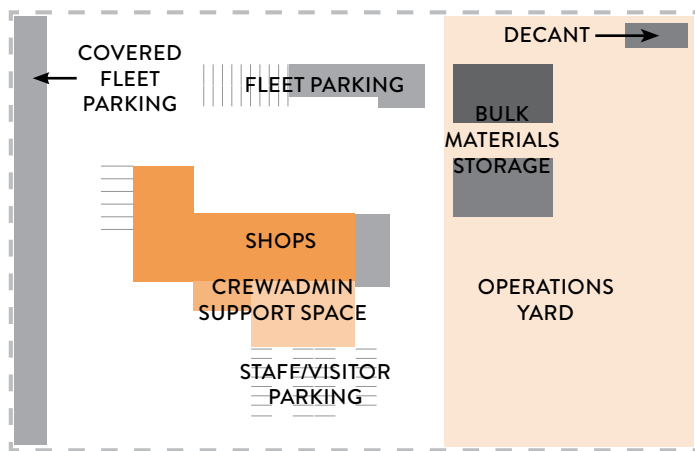 COVERED
FLEET
PARKING
FLEET PARKING
DECANT
BULK
MATERIALS
STORAGE
SHOPS
CREW/ADMIN
SUPPORT SPACE
OPERATIONS
YARD
STAFF/VISITOR
PARKING